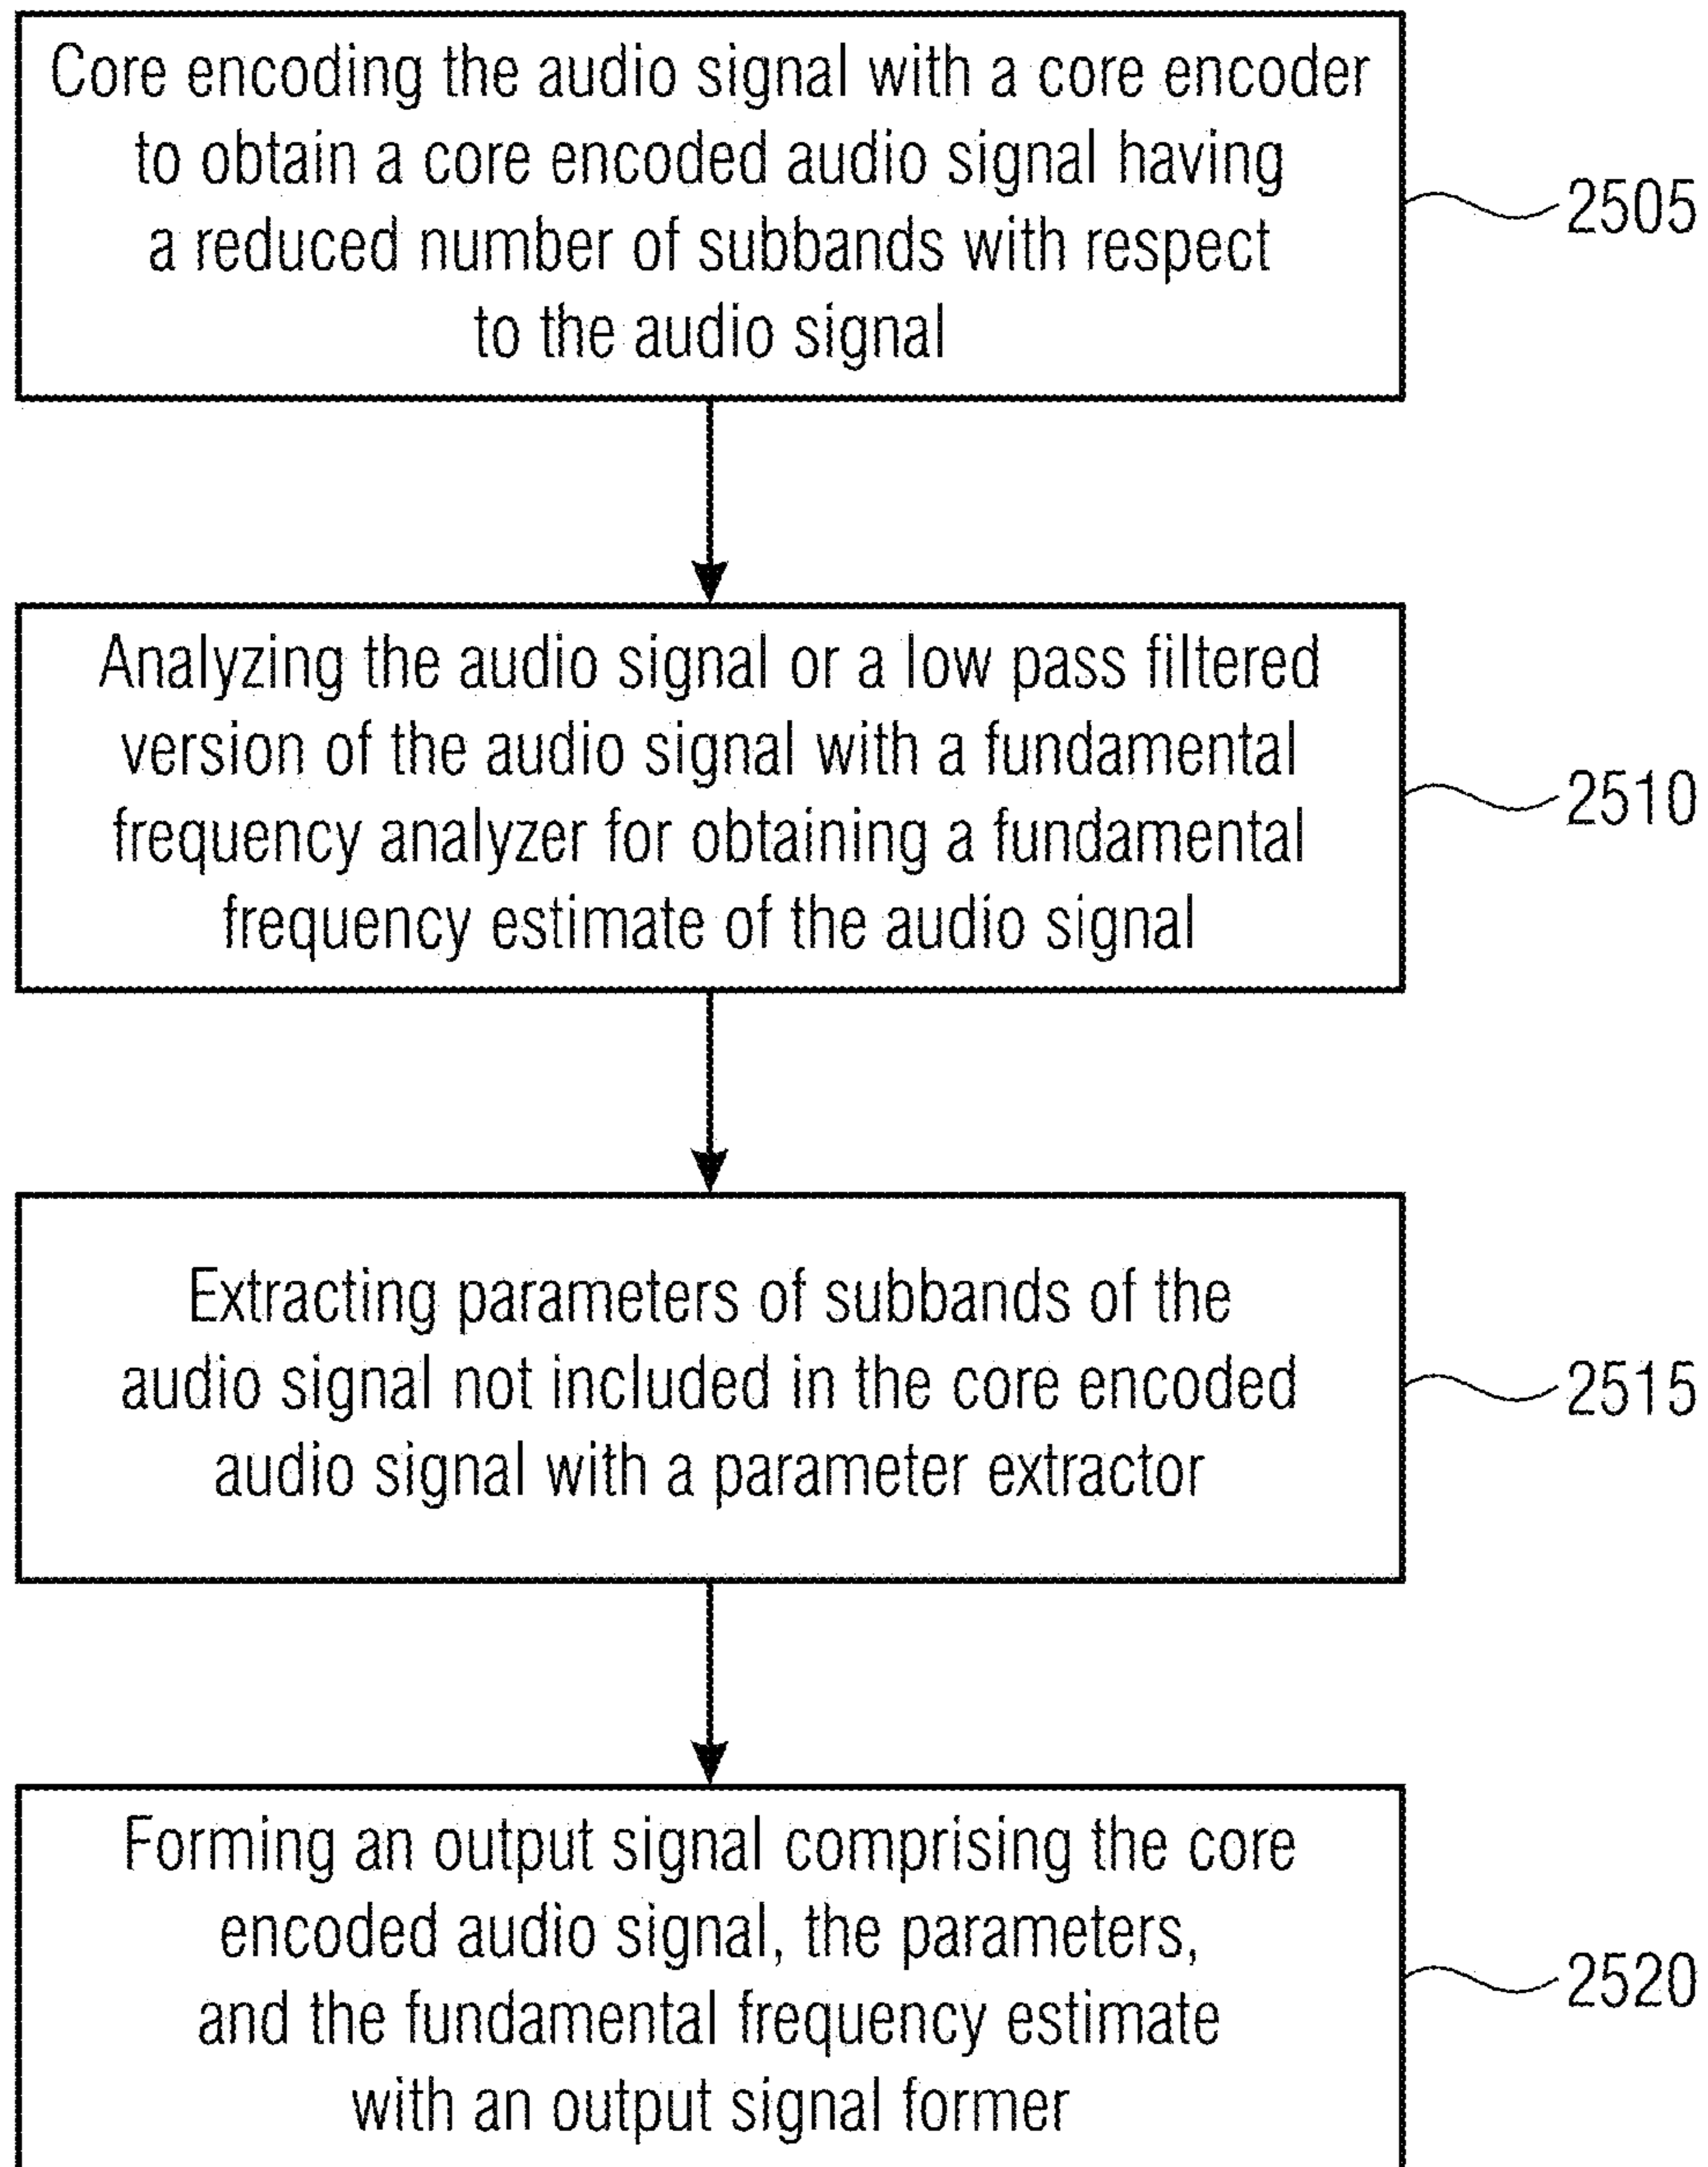 Core encoding the audio signal with a core encoder
to obtain a core encoded audio signal having
a reduced number of subbands with respect
to the audio signal
2505
Analyzing the audio signal or a low pass filtered
version of the audio signal with a fundamental
frequency analyzer for obtaining a fundamental
frequency estimate of the audio signal
2510
Extracting parameters of subbands of the
audio signal not included in the core encoded
audio signal with a parameter extractor
2515
Forming an output signal comprising the core
encoded audio signal, the parameters,
and the fundamental frequency estimate
with an output signal former
2520